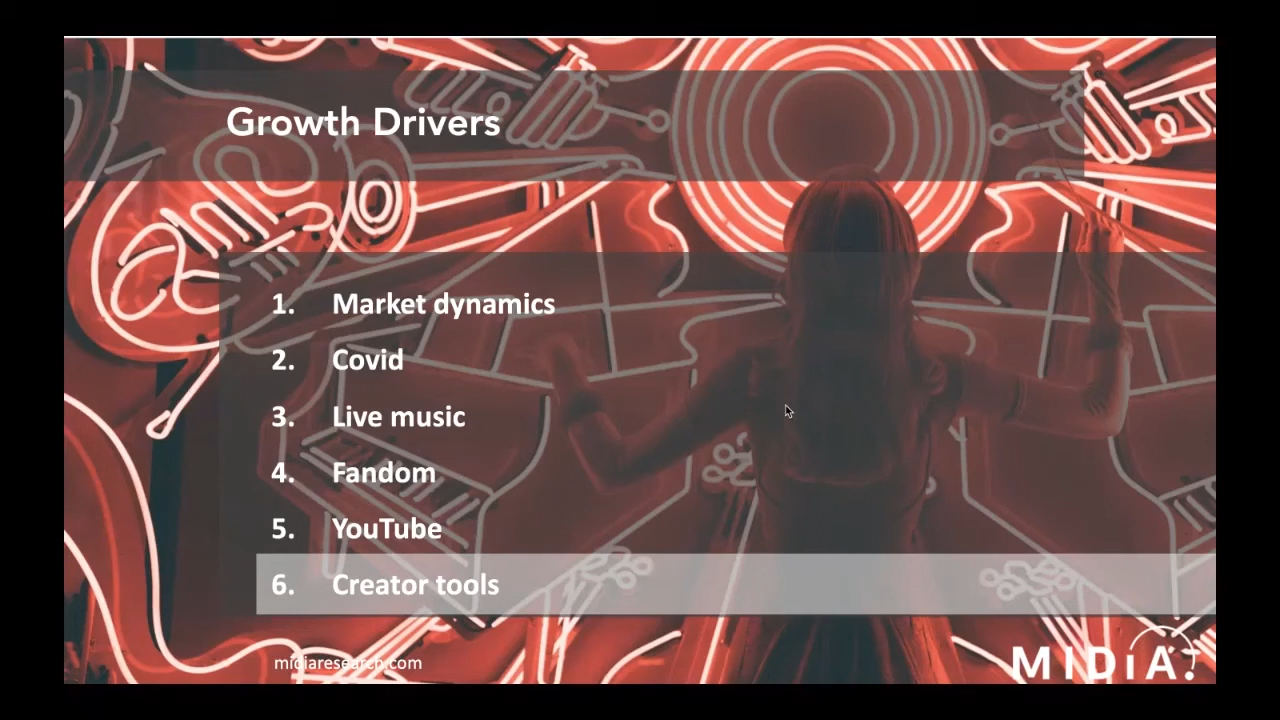 Growth Drivers
1. Market dynamics
2. Covid
3. Live music
4. Fandom
5. YouTube
6. Creator tools
midiaresearch.com
MIDiA.